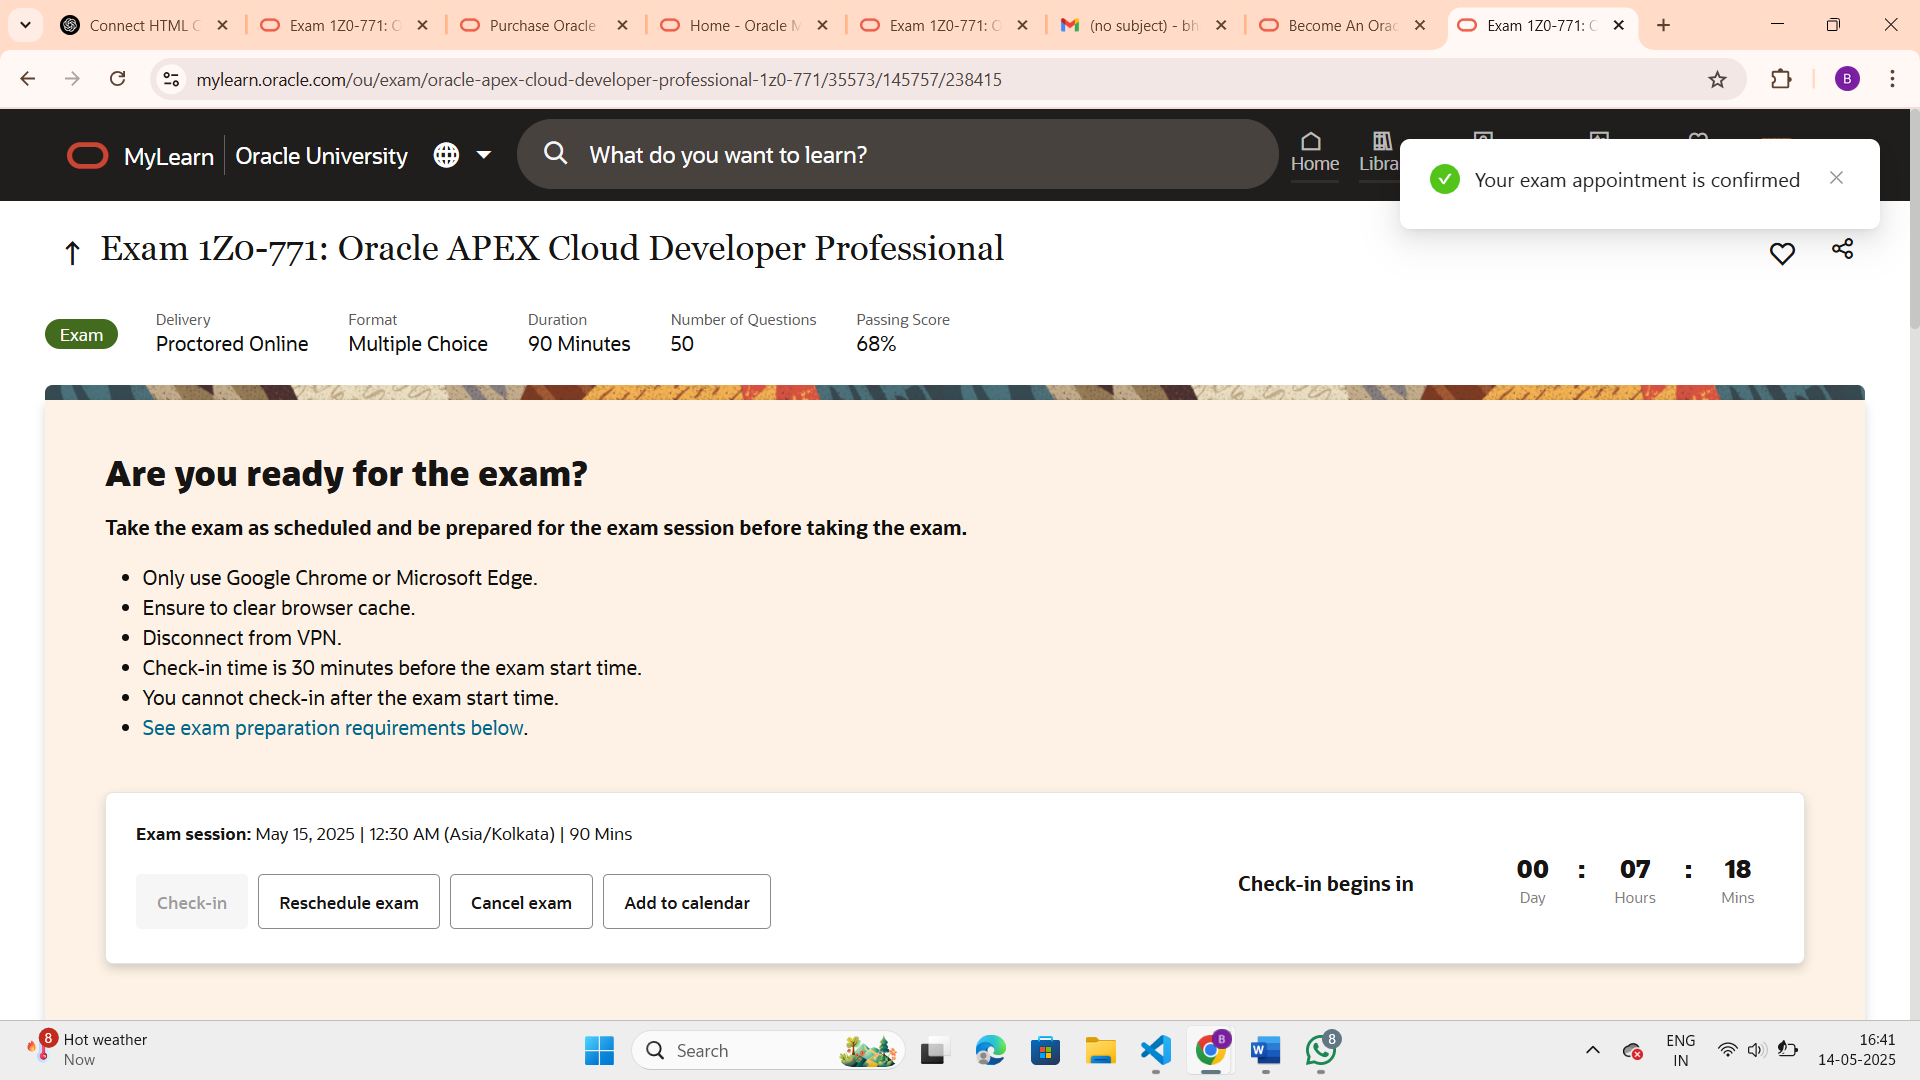 Connect HTML C
Exam 1Z0-771: O
Purchase Oracle
Home - Oracle M
Exam 1Z0-771: O
(no subject) - bh
Become An Orac
Exam 1Z0-771: O
mylearn.oracle.com/ou/exam/oracle-apex-cloud-developer-professional-1z0-771/35573/145757/238415
B
MyLearn
Oracle University
What do you want to learn?
Home
Libra
Your exam appointment is confirmed
Exam 1Z0-771: Oracle APEX Cloud Developer Professional
Exam
Delivery
Proctored Online
Format
Multiple Choice
Duration
90 Minutes
Number of Questions
50
Passing Score
68%
Are you ready for the exam?
Take the exam as scheduled and be prepared for the exam session before taking the exam.
Only use Google Chrome or Microsoft Edge.
Ensure to clear browser cache.
Disconnect from VPN.
Check-in time is 30 minutes before the exam start time.
You cannot check-in after the exam start time.
See exam preparation requirements below.
Exam session: May 15, 2025 | 12:30 AM (Asia/Kolkata) | 90 Mins
Check-in
Reschedule exam
Cancel exam
Add to calendar
Check-in begins in
00 : 07 : 18
Day Hours Mins
8
Hot weather
Now
Search
B
W
8
ENG
IN
16:41
14-05-2025